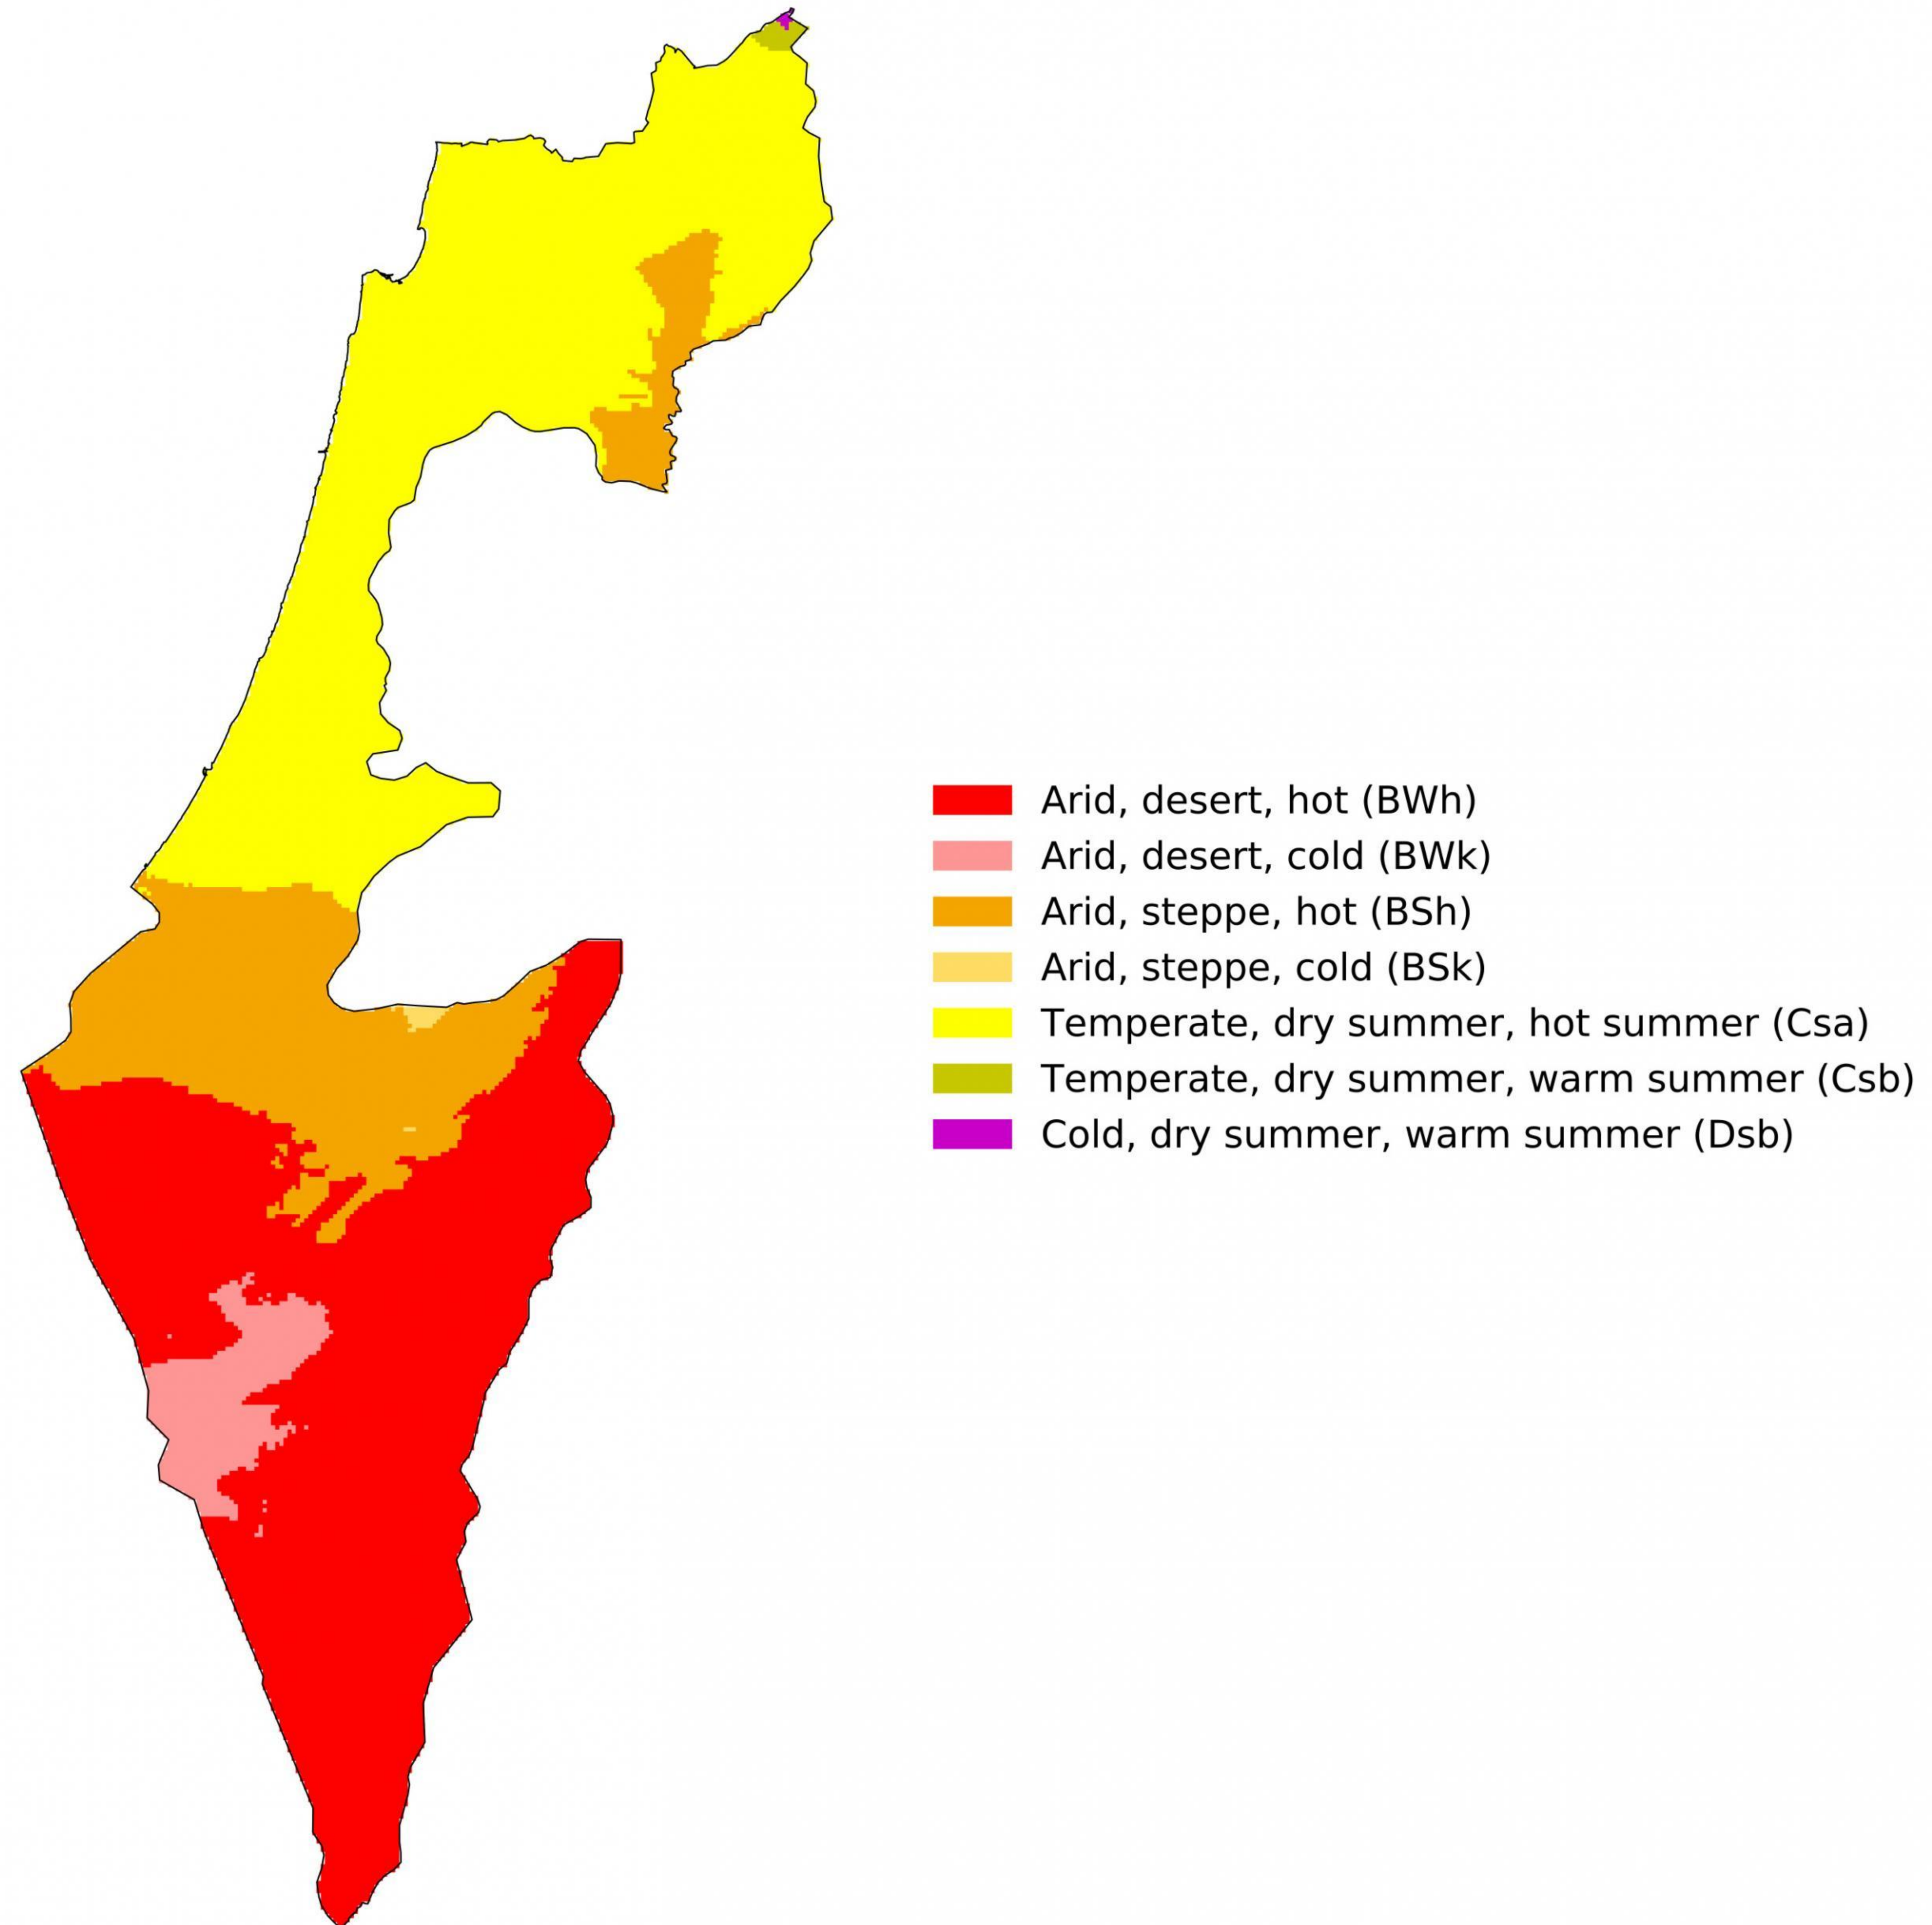 Arid, desert, hot (BWh)
Arid, desert, cold (BWk)
Arid, steppe, hot (BSh)
Arid, steppe, cold (BSk)
Temperate, dry summer, hot summer (Csa)
Temperate, dry summer, warm summer (Csb)
Cold, dry summer, warm summer (Dsb)